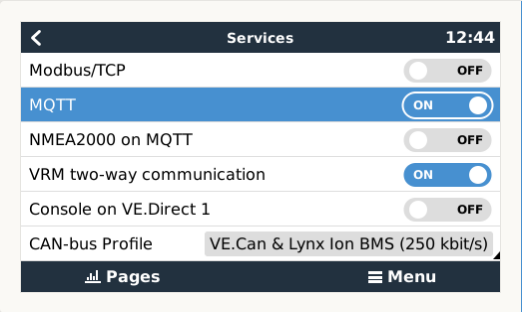 Services 12:44
Modbus/TCP OFF
MQTT ON
NMEA2000 on MQTT OFF
VRM two-way communication ON
Console on VE.Direct 1 OFF
CAN-bus Profile VE.Can & Lynx Ion BMS (250 kbit/s)
Pages Menu